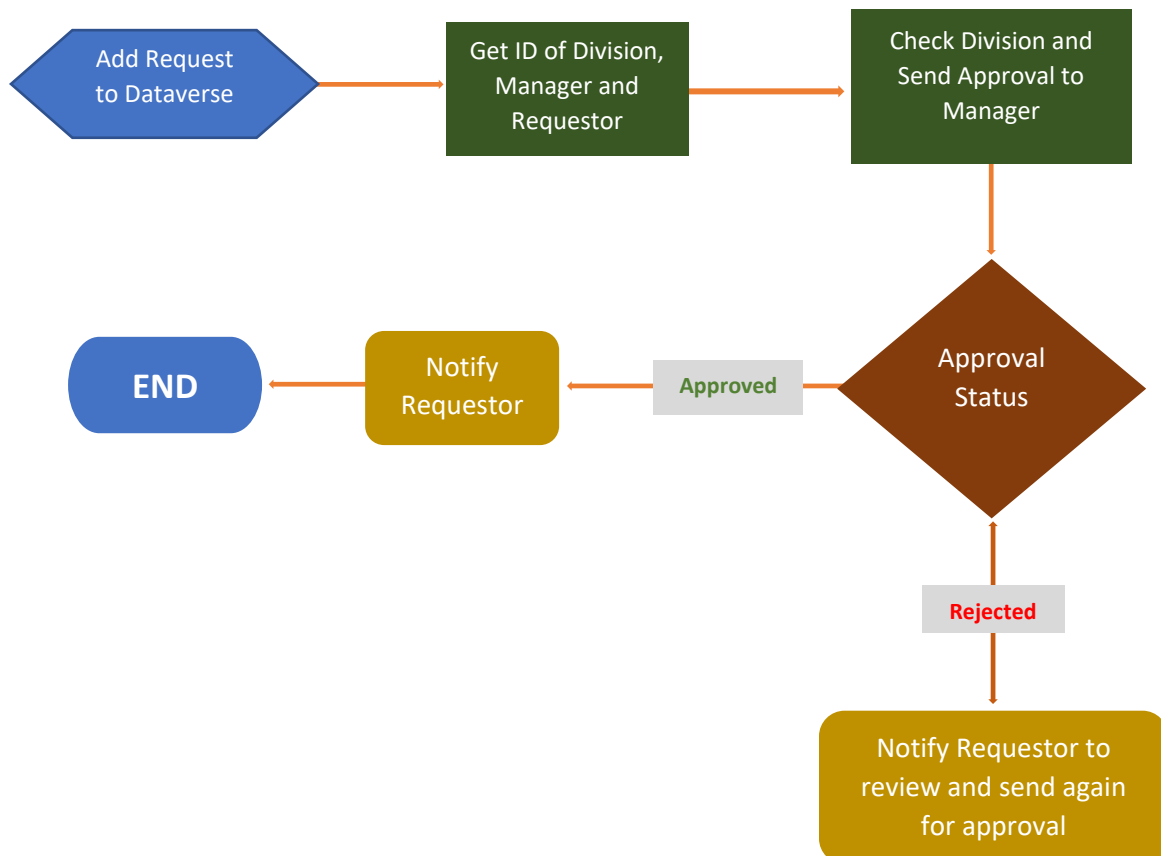 Add Request
to Dataverse
Get ID of Division,
Manager and
Requestor
Check Division and
Send Approval to
Manager
Approval
Status
Approved
Notify
Requestor
END
Rejected
Notify Requestor to
review and send again
for approval